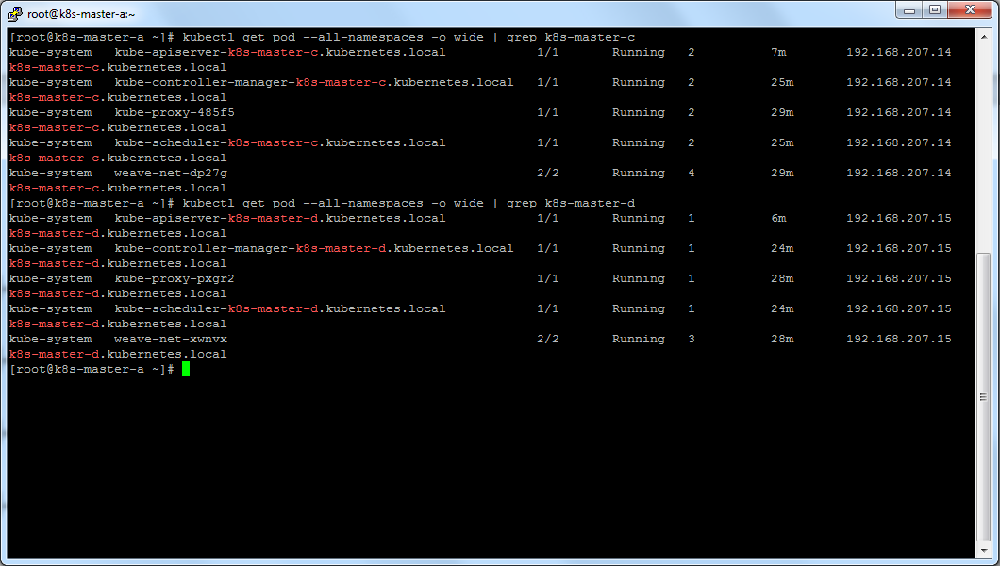 root@k8s-master-a:~
[root@k8s-master-a ~]# kubectl get pod --all-namespaces -o wide | grep k8s-master-c
kube-system   kube-apiserver-k8s-master-c.kubernetes.local            1/1       Running   2          7m        192.168.207.14
k8s-master-c.kubernetes.local
kube-system   kube-controller-manager-k8s-master-c.kubernetes.local   1/1       Running   2          25m       192.168.207.14
k8s-master-c.kubernetes.local
kube-system   kube-proxy-485f5                                        1/1       Running   2          29m       192.168.207.14
k8s-master-c.kubernetes.local
kube-system   kube-scheduler-k8s-master-c.kubernetes.local            1/1       Running   2          25m       192.168.207.14
k8s-master-c.kubernetes.local
kube-system   weave-net-dp27g                                         2/2       Running   4          29m       192.168.207.14
k8s-master-c.kubernetes.local
[root@k8s-master-a ~]# kubectl get pod --all-namespaces -o wide | grep k8s-master-d
kube-system   kube-apiserver-k8s-master-d.kubernetes.local            1/1       Running   1          6m        192.168.207.15
k8s-master-d.kubernetes.local
kube-system   kube-controller-manager-k8s-master-d.kubernetes.local   1/1       Running   1          24m       192.168.207.15
k8s-master-d.kubernetes.local
kube-system   kube-proxy-pxgr2                                        1/1       Running   1          28m       192.168.207.15
k8s-master-d.kubernetes.local
kube-system   kube-scheduler-k8s-master-d.kubernetes.local            1/1       Running   1          24m       192.168.207.15
k8s-master-d.kubernetes.local
kube-system   weave-net-xwnvx                                         2/2       Running   3          28m       192.168.207.15
k8s-master-d.kubernetes.local
[root@k8s-master-a ~]#